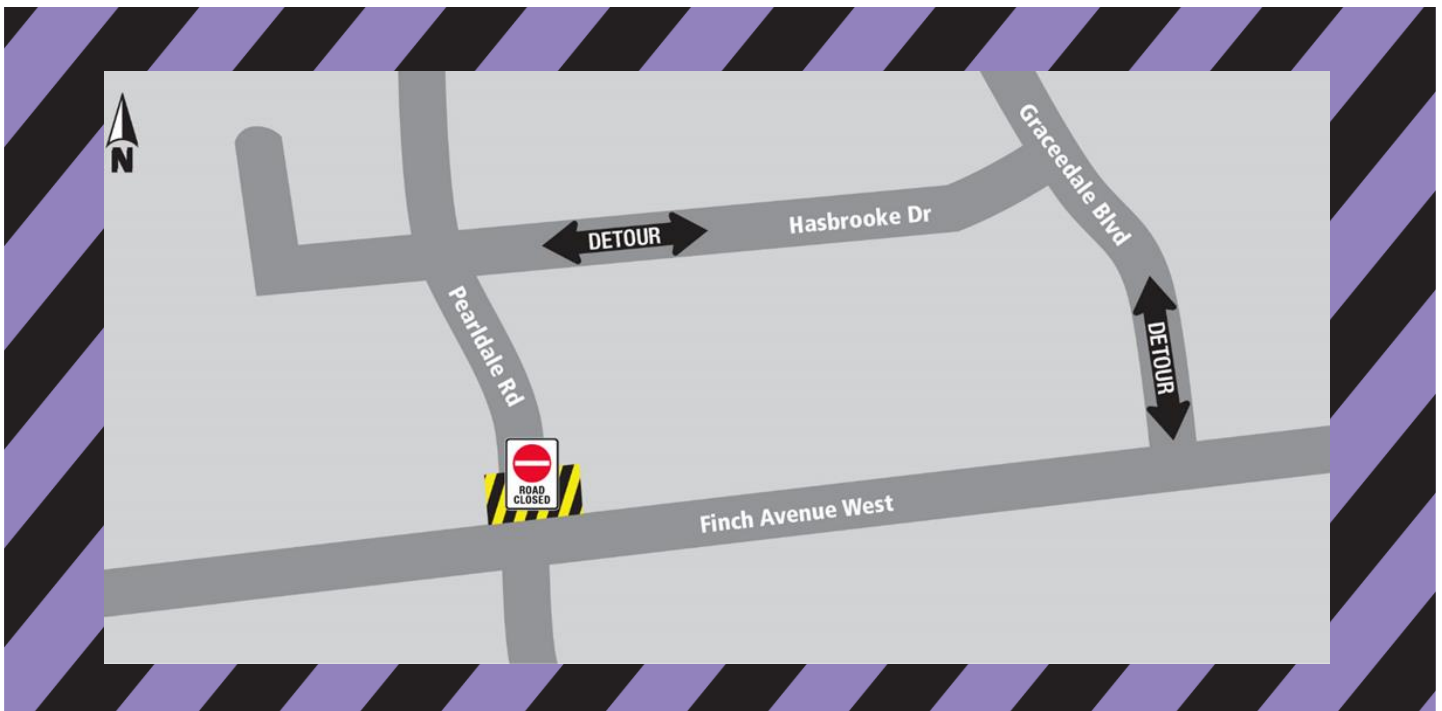 N
Graceedale Blvd
Hasbrooke Dr
DETOUR
Pearldale Rd
DETOUR
ROAD
CLOSED
Finch Avenue West